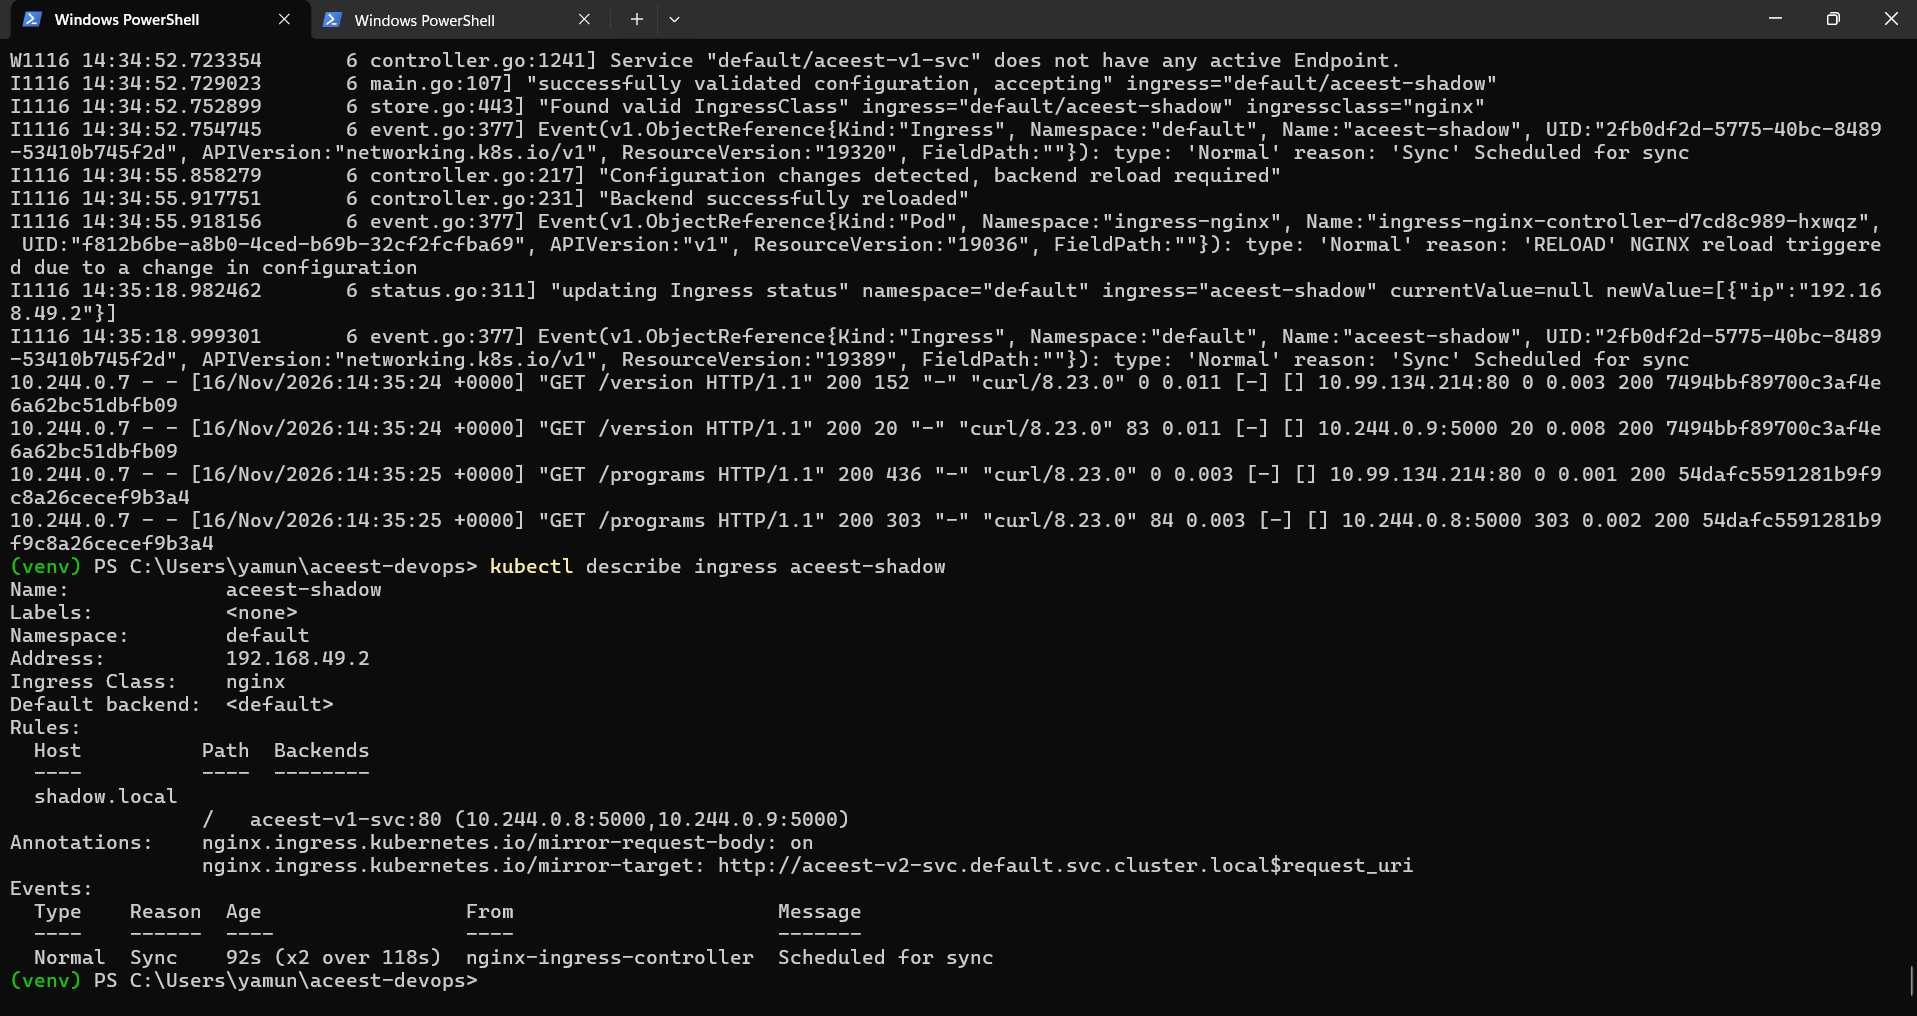 Windows PowerShell
Windows PowerShell
W1116 14:34:52.723354       6 controller.go:1241] Service "default/aceest-v1-svc" does not have any active Endpoint.
I1116 14:34:52.729023       6 main.go:107] "successfully validated configuration, accepting" ingress="default/aceest-shadow"
I1116 14:34:52.752899       6 store.go:443] "Found valid IngressClass" ingress="default/aceest-shadow" ingressclass="nginx"
I1116 14:34:52.754745       6 event.go:377] Event(v1.ObjectReference{Kind:"Ingress", Namespace:"default", Name:"aceest-shadow", UID:"2fb0df2d-5775-40bc-8489
-53410b745f2d", APIVersion:"networking.k8s.io/v1", ResourceVersion:"19320", FieldPath:""}): type: 'Normal' reason: 'Sync' Scheduled for sync
I1116 14:34:55.858279       6 controller.go:217] "Configuration changes detected, backend reload required"
I1116 14:34:55.917751       6 controller.go:231] "Backend successfully reloaded"
I1116 14:34:55.918156       6 event.go:377] Event(v1.ObjectReference{Kind:"Pod", Namespace:"ingress-nginx", Name:"ingress-nginx-controller-d7cd8c989-hxwqz",
 UID:"f812b6be-a8b0-4ced-b69b-32cf2fcfba69", APIVersion:"v1", ResourceVersion:"19036", FieldPath:""}): type: 'Normal' reason: 'RELOAD' NGINX reload triggere
d due to a change in configuration
I1116 14:35:18.982462       6 status.go:311] "updating Ingress status" namespace="default" ingress="aceest-shadow" currentValue=null newValue=[{"ip":"192.16
8.49.2"}]
I1116 14:35:18.999301       6 event.go:377] Event(v1.ObjectReference{Kind:"Ingress", Namespace:"default", Name:"aceest-shadow", UID:"2fb0df2d-5775-40bc-8489
-53410b745f2d", APIVersion:"networking.k8s.io/v1", ResourceVersion:"19389", FieldPath:""}): type: 'Normal' reason: 'Sync' Scheduled for sync
10.244.0.7 - - [16/Nov/2026:14:35:24 +0000] "GET /version HTTP/1.1" 200 152 "-" "curl/8.23.0" 0 0.011 [-] [] 10.99.134.214:80 0 0.003 200 7494bbf89700c3af4e
6a62bc51dbfb09
10.244.0.7 - - [16/Nov/2026:14:35:24 +0000] "GET /version HTTP/1.1" 200 20 "-" "curl/8.23.0" 83 0.011 [-] [] 10.244.0.9:5000 20 0.008 200 7494bbf89700c3af4e
6a62bc51dbfb09
10.244.0.7 - - [16/Nov/2026:14:35:25 +0000] "GET /programs HTTP/1.1" 200 436 "-" "curl/8.23.0" 0 0.003 [-] [] 10.99.134.214:80 0 0.001 200 54dafc5591281b9f9
c8a26cecef9b3a4
10.244.0.7 - - [16/Nov/2026:14:35:25 +0000] "GET /programs HTTP/1.1" 200 303 "-" "curl/8.23.0" 84 0.003 [-] [] 10.244.0.8:5000 303 0.002 200 54dafc5591281b9
f9c8a26cecef9b3a4
(venv) PS C:\Users\yamun\aceest-devops> kubectl describe ingress aceest-shadow
Name:             aceest-shadow
Labels:           <none>
Namespace:        default
Address:          192.168.49.2
Ingress Class:    nginx
Default backend:  <default>
Rules:
  Host          Path  Backends
  ----          ----  --------
  shadow.local
                /   aceest-v1-svc:80 (10.244.0.8:5000,10.244.0.9:5000)
Annotations:    nginx.ingress.kubernetes.io/mirror-request-body: on
                nginx.ingress.kubernetes.io/mirror-target: http://aceest-v2-svc.default.svc.cluster.local$request_uri
Events:
  Type    Reason  Age                 From                      Message
  ----    ------  ----                ----                      -------
  Normal  Sync    92s (x2 over 118s)  nginx-ingress-controller  Scheduled for sync
(venv) PS C:\Users\yamun\aceest-devops>